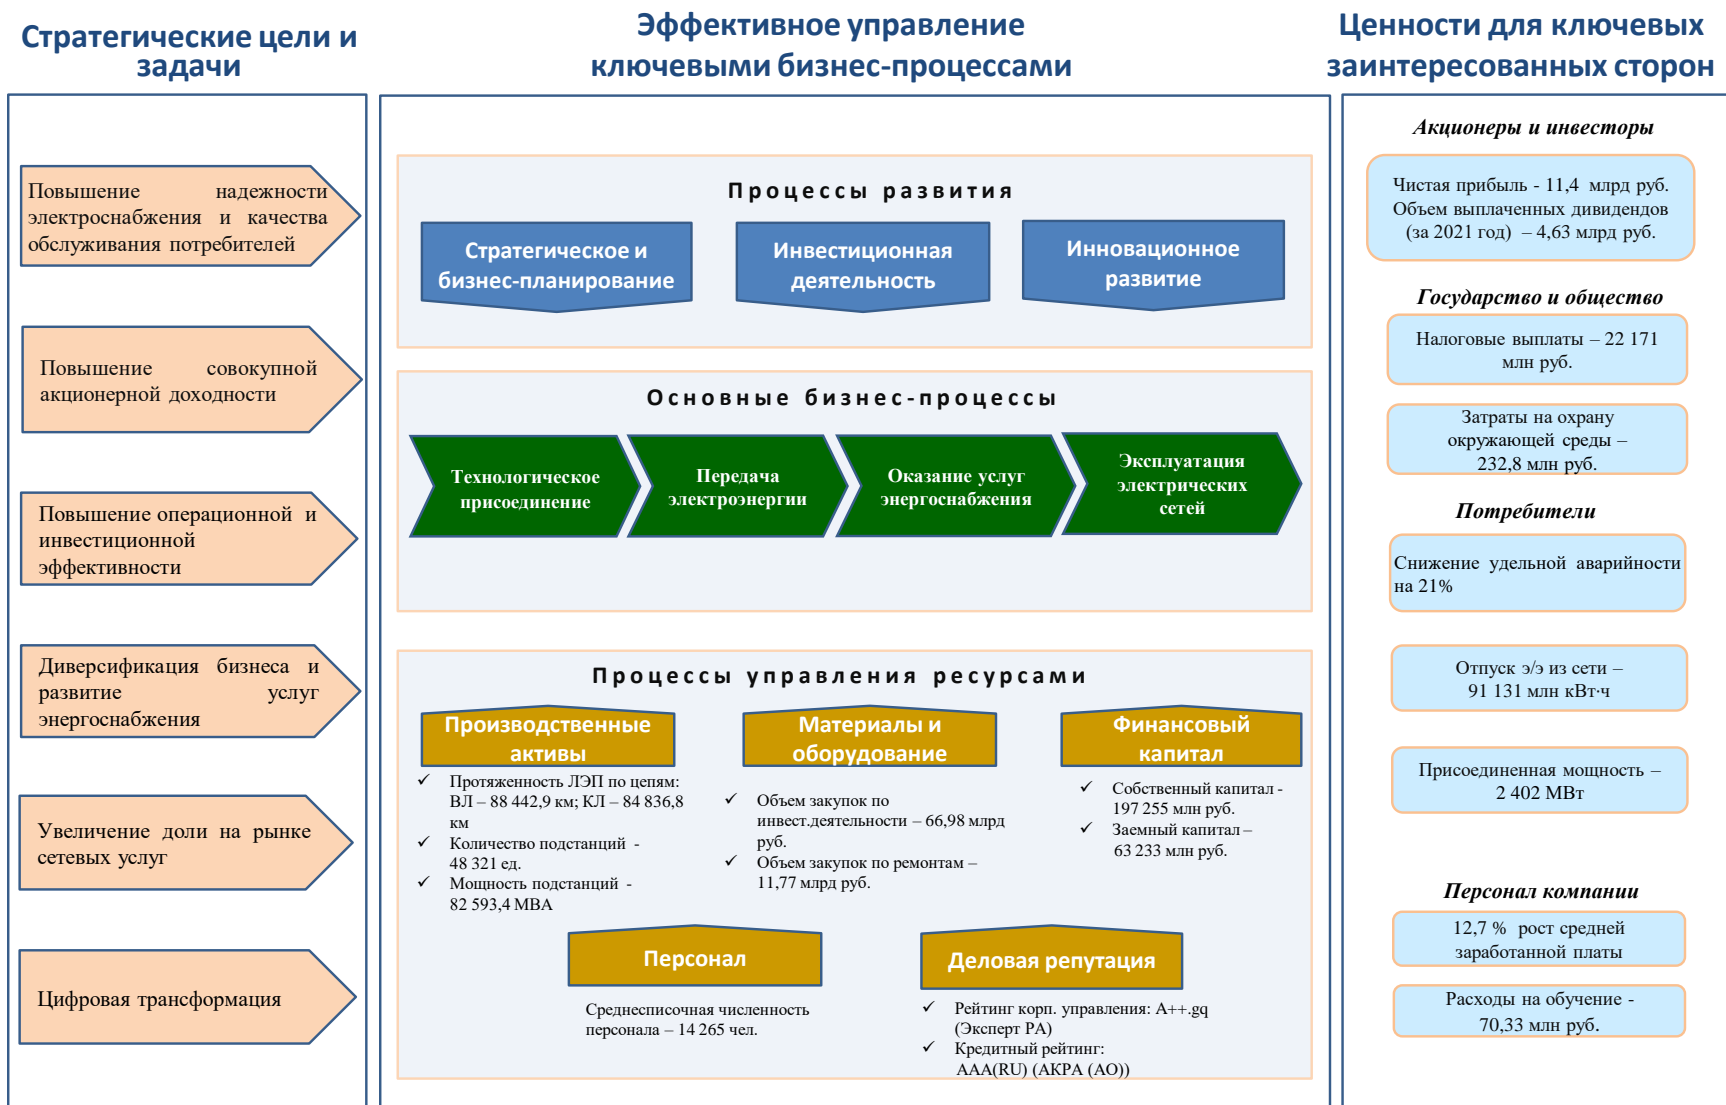 Стратегические цели и
задачи
Повышение надежности
электроснабжения и качества
обслуживания потребителей
Повышение совокупной
акционерной доходности
Повышение операционной и
инвестиционной
эффективности
Диверсификация бизнеса и
развитие услуг
энергоснабжения
Увеличение доли на рынке
сетевых услуг
Цифровая трансформация
Эффективное управление
ключевыми бизнес-процессами
Процессы развития
Стратегическое и
бизнес-планирование
Инвестиционная
деятельность
Инновационное
развитие
Основные бизнес-процессы
Технологическое
присоединение
Передача
электроэнергии
Оказание услуг
энергоснабжения
Эксплуатация
электрических
сетей
Процессы управления ресурсами
Производственные
активы
✓ Протяженность ЛЭП по цепям:
ВЛ – 88 442,9 км; КЛ – 84 836,8
км
✓ Количество подстанций -
48 321 ед.
✓ Мощность подстанций -
82 593,4 МВА
Материалы и
оборудование
✓ Объем закупок по
инвест.деятельности – 66,98 млрд
руб.
✓ Объем закупок по ремонтам –
11,77 млрд руб.
Финансовый
капитал
✓ Собственный капитал -
197 255 млн руб.
✓ Заемный капитал –
63 233 млн руб.
Персонал
Среднесписочная численность
персонала – 14 265 чел.
Деловая репутация
✓ Рейтинг корп. управления: А++.gq
(Эксперт РА)
✓ Кредитный рейтинг:
ААА(RU) (АКРА (АО))
Ценности для ключевых
заинтересованных сторон
Акционеры и инвесторы
Чистая прибыль - 11,4 млрд руб.
Объем выплаченных дивидендов
(за 2021 год) – 4,63 млрд руб.
Государство и общество
Налоговые выплаты – 22 171
млн руб.
Затраты на охрану
окружающей среды –
232,8 млн руб.
Потребители
Снижение удельной аварийности
на 21%
Отпуск э/э из сети –
91 131 млн кВт·ч
Присоединенная мощность –
2 402 МВт
Персонал компании
12,7 % рост средней
заработанной платы
Расходы на обучение -
70,33 млн руб.